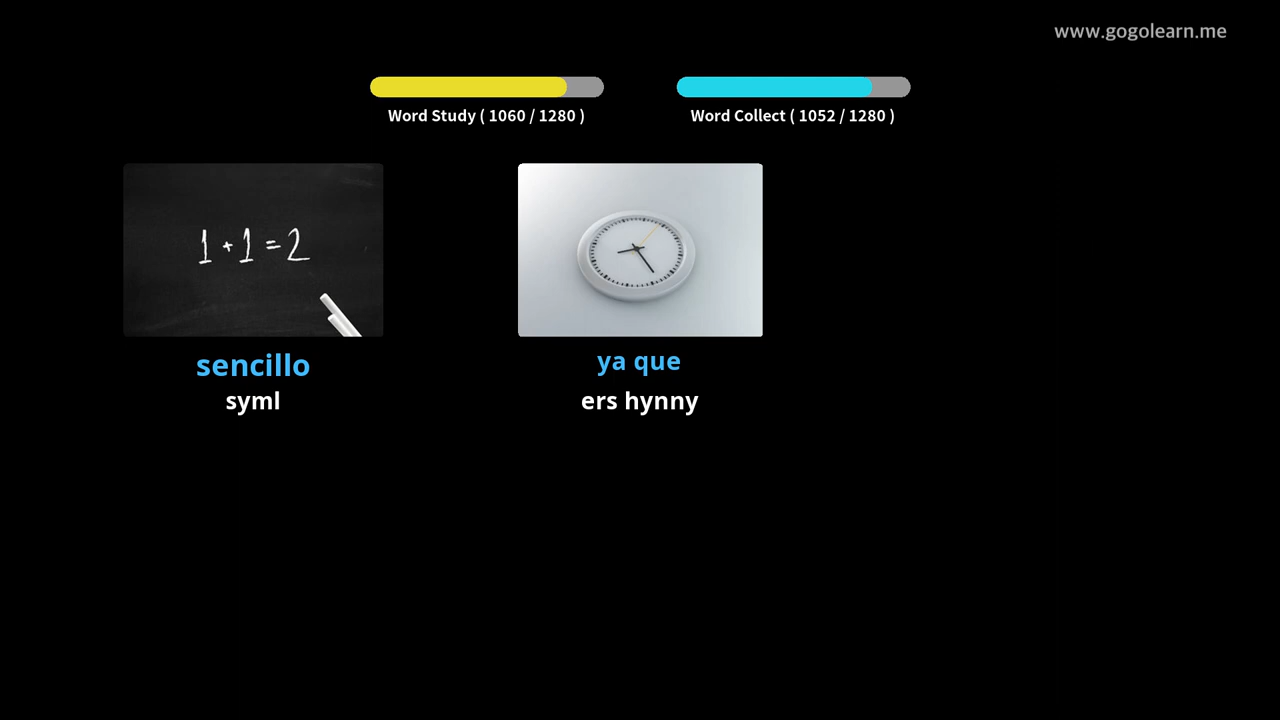 www.gogolearn.me
Word Study ( 1060 / 1280 )
Word Collect ( 1052 / 1280 )
1 + 1 = 2
sencillo
syml
ya que
ers hynny